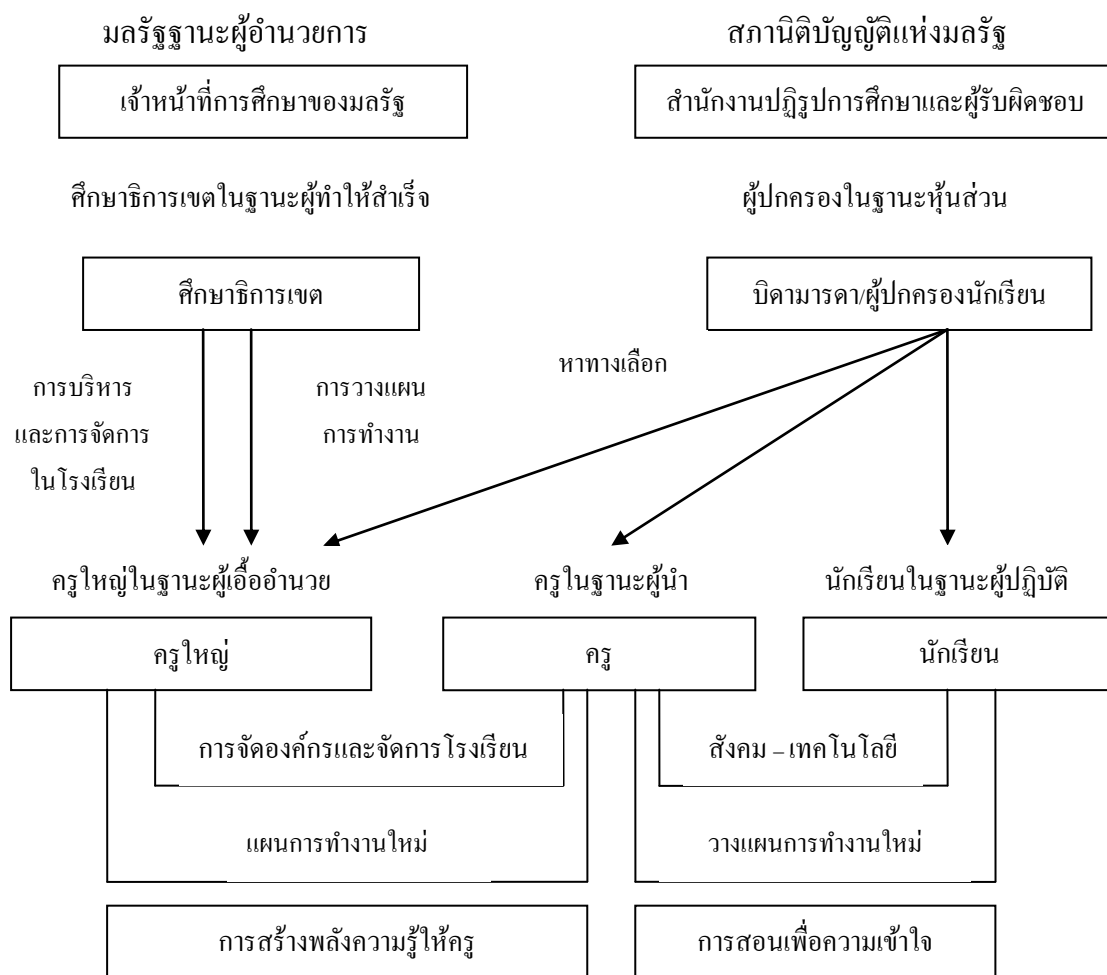 มลรัฐฐานะผู้อำนวยการ
สภานิติบัญญัติแห่งมลรัฐ
เจ้าหน้าที่การศึกษาของมลรัฐ
สำนักงานปฏิรูปการศึกษาและผู้รับผิดชอบ
ศึกษาธิการเขตในฐานะผู้ทำให้สำเร็จ
ผู้ปกครองในฐานะหุ้นส่วน
ศึกษาธิการเขต
บิดามารดา/ผู้ปกครองนักเรียน
การบริหาร
และการจัดการ
ในโรงเรียน
การวางแผน
การทำงาน
หาทางเลือก
ครูใหญ่ในฐานะผู้เอื้ออำนวย
ครูในฐานะผู้นำ
นักเรียนในฐานะผู้ปฏิบัติ
ครูใหญ่
ครู
นักเรียน
การจัดองค์กรและจัดการโรงเรียน
สังคม – เทคโนโลยี
แผนการทำงานใหม่
วางแผนการทำงานใหม่
การสร้างพลังความรู้ให้ครู
การสอนเพื่อความเข้าใจ